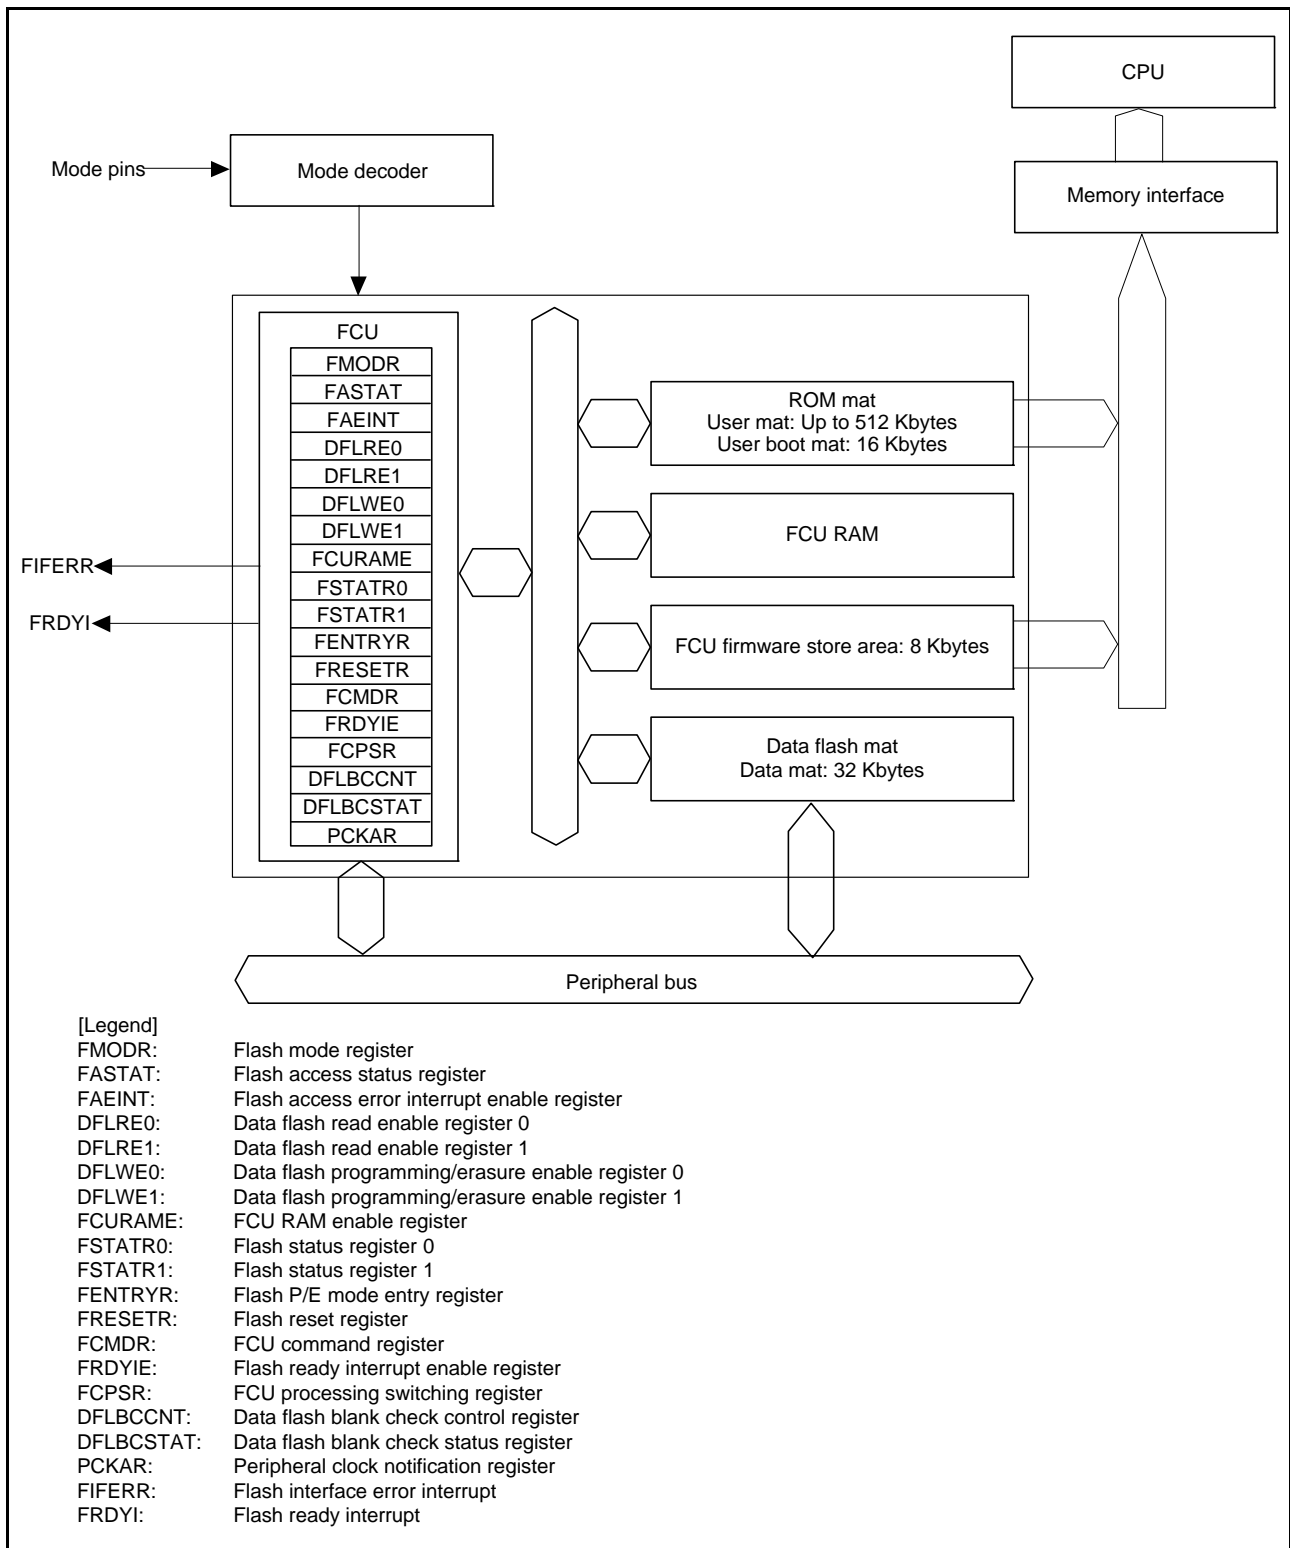 CPU
Mode pins
Mode decoder
Memory interface
FCU
FMODR
FASTAT
FAEINT
DFLRE0
DFLRE1
DFLWE0
DFLWE1
FCURAME
FSTATR0
FSTATR1
FENTRYR
FRESETR
FCMDR
FRDYIE
FCPSR
DFLBCCNT
DFLBCSTAT
PCKAR
FIFERR
FRDYI
ROM mat
User mat: Up to 512 Kbytes
User boot mat: 16 Kbytes
FCU RAM
FCU firmware store area: 8 Kbytes
Data flash mat
Data mat: 32 Kbytes
Peripheral bus
[Legend]
FMODR: Flash mode register
FASTAT: Flash access status register
FAEINT: Flash access error interrupt enable register
DFLRE0: Data flash read enable register 0
DFLRE1: Data flash read enable register 1
DFLWE0: Data flash programming/erasure enable register 0
DFLWE1: Data flash programming/erasure enable register 1
FCURAME: FCU RAM enable register
FSTATR0: Flash status register 0
FSTATR1: Flash status register 1
FENTRYR: Flash P/E mode entry register
FRESETR: Flash reset register
FCMDR: FCU command register
FRDYIE: Flash ready interrupt enable register
FCPSR: FCU processing switching register
DFLBCCNT: Data flash blank check control register
DFLBCSTAT: Data flash blank check status register
PCKAR: Peripheral clock notification register
FIFERR: Flash interface error interrupt
FRDYI: Flash ready interrupt